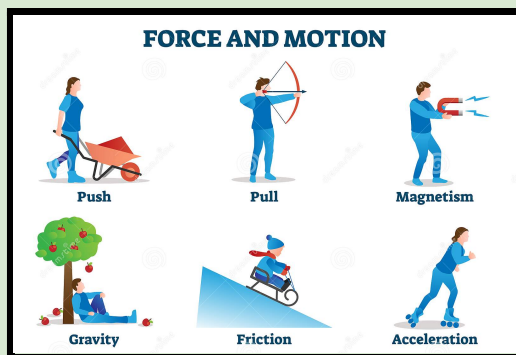 FORCE AND MOTION
Push Pull Magnetism
Gravity Friction Acceleration